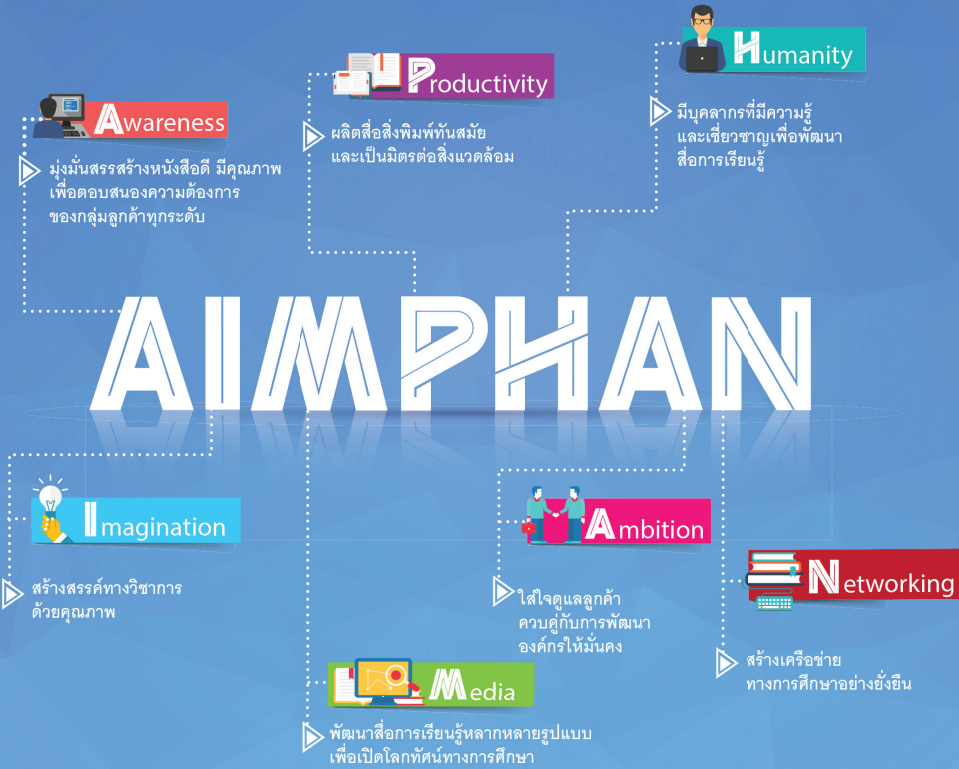 Awareness
มุ่งมั่นสรรสร้างหนังสือดี มีคุณภาพ
เพื่อตอบสนองความต้องการ
ของกลุ่มลูกค้าทุกระดับ
Productivity
ผลิตสื่อสิ่งพิมพ์ทันสมัย
และเป็นมิตรต่อสิ่งแวดล้อม
Humanity
มีบุคลากรที่มีความรู้
และเชี่ยวชาญเพื่อพัฒนา
สื่อการเรียนรู้
AIMPHAN
Imagination
สร้างสรรค์ทางวิชาการ
ด้วยคุณภาพ
Media
พัฒนาสื่อการเรียนรู้หลากหลายรูปแบบ
เพื่อเปิดโลกทัศน์ทางการศึกษา
Ambition
ใส่ใจดูแลลูกค้า
ควบคู่กับการพัฒนา
องค์กรให้มั่นคง
Networking
สร้างเครือข่าย
ทางการศึกษาอย่างยั่งยืน